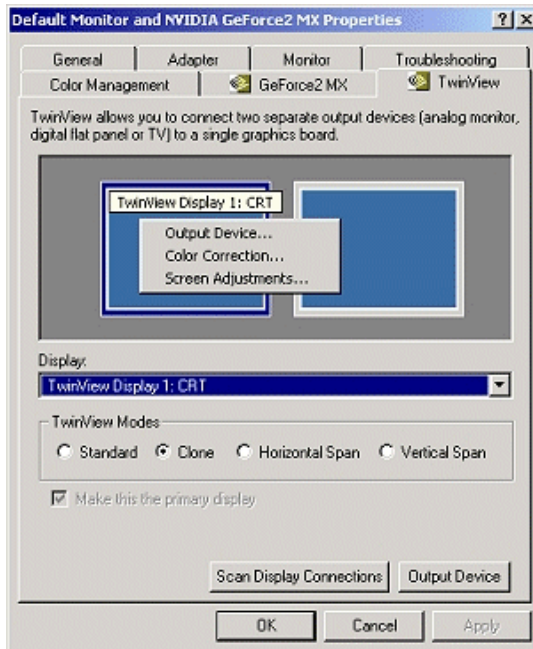 Default Monitor and NVIDIA GeForce2 MX Properties
General Adapter Monitor Troubleshooting
Color Management GeForce2 MX TwinView
TwinView allows you to connect two separate output devices (analog monitor,
digital flat panel or TV) to a single graphics board.
TwinView Display 1: CRT
Output Device...
Color Correction...
Screen Adjustments...
Display:
TwinView Display 1: CRT
TwinView Modes
Standard Clone Horizontal Span Vertical Span
Make this the primary display
Scan Display Connections Output Device
OK Cancel Apply